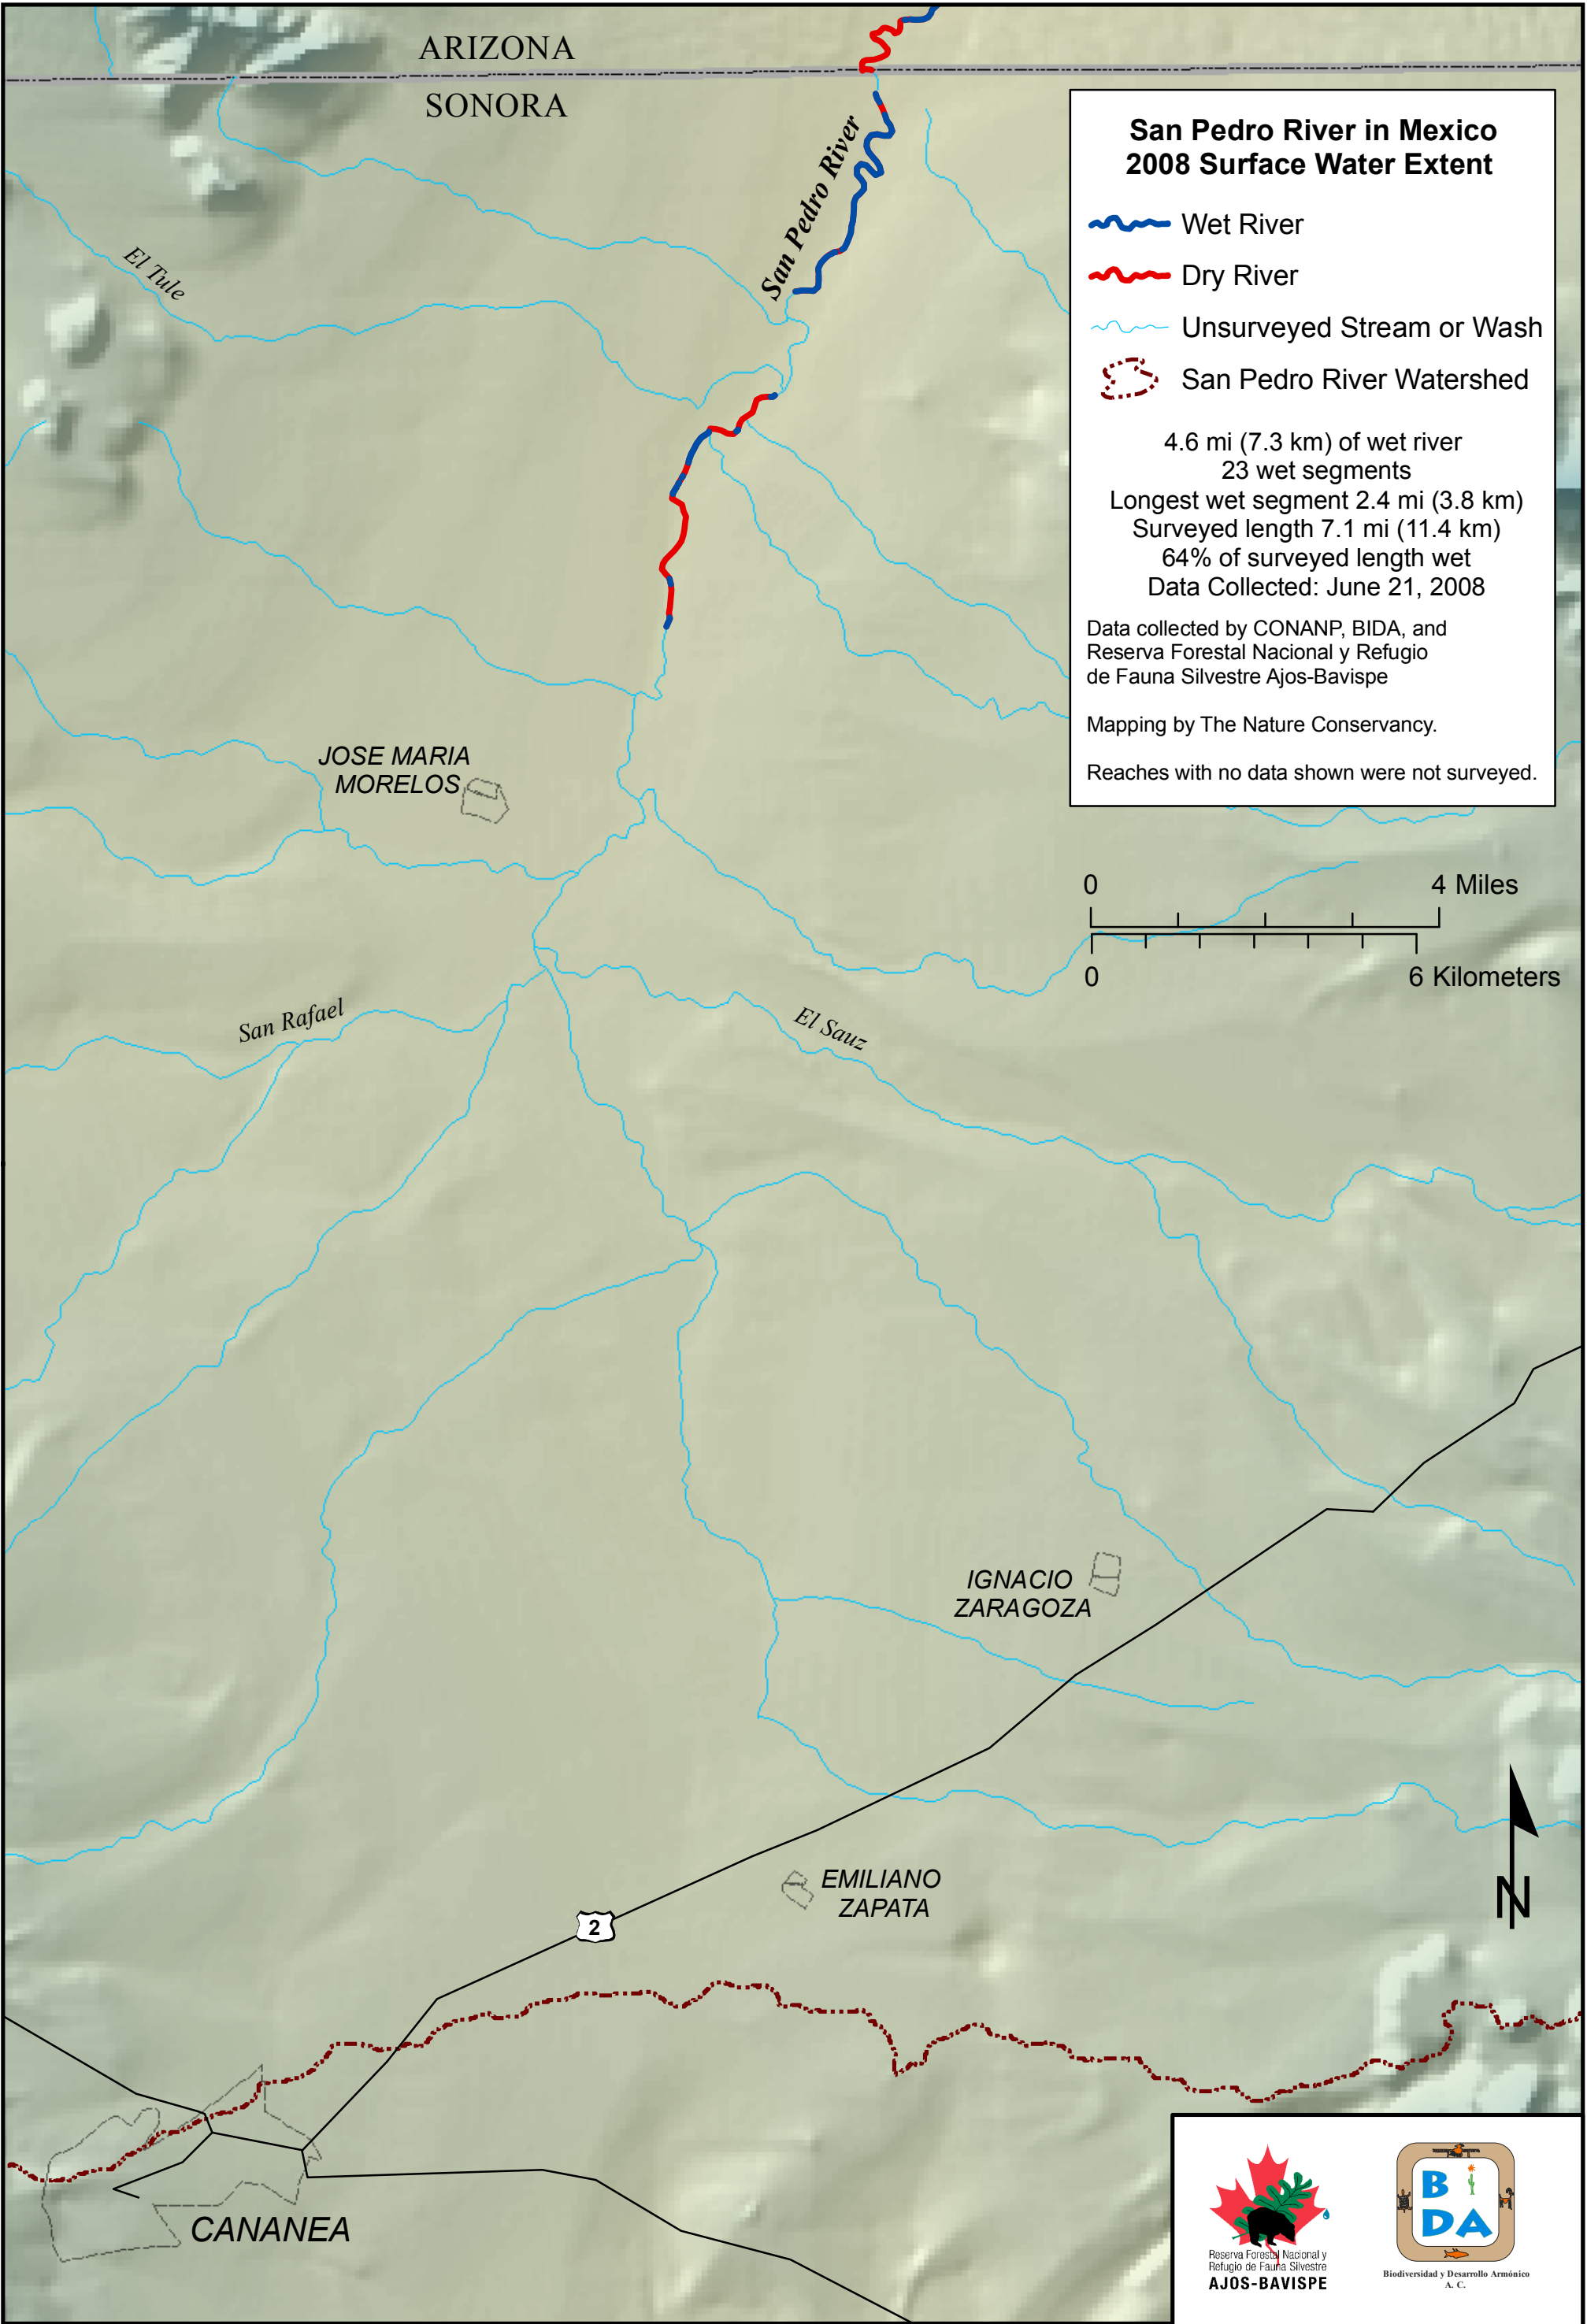 ARIZONA
SONORA
San Pedro River
El Tule
San Pedro River in Mexico
2008 Surface Water Extent
Wet River
Dry River
Unsurveyed Stream or Wash
San Pedro River Watershed
4.6 mi (7.3 km) of wet river
23 wet segments
Longest wet segment 2.4 mi (3.8 km)
Surveyed length 7.1 mi (11.4 km)
64% of surveyed length wet
Data Collected: June 21, 2008
Data collected by CONANP, BIDA, and
Reserva Forestal Nacional y Refugio
de Fauna Silvestre Ajos-Bavispe
Mapping by The Nature Conservancy.
Reaches with no data shown were not surveyed.
JOSE MARIA
MORELOS
0 4 Miles
0 6 Kilometers
San Rafael
El Sauz
IGNACIO
ZARAGOZA
EMILIANO
ZAPATA
2
N
CANANEA
Reserva Forestal Nacional y
Refugio de Fauna Silvestre
AJOS-BAVISPE
B i
DA
Biodiversidad y Desarrollo Armónico
A. C.